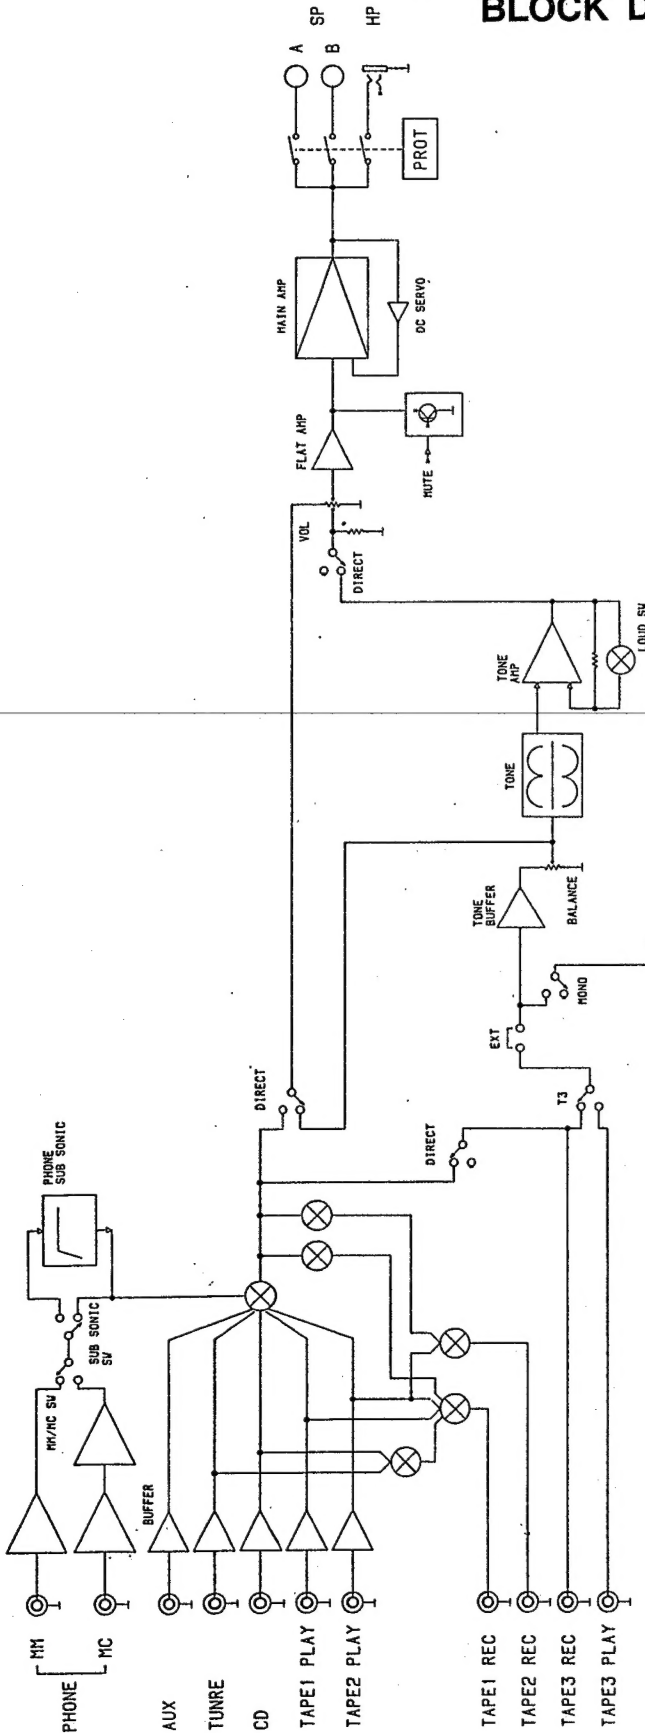 BLOCK D
SP
HP
A
B
PROT
MAIN AMP
DC SERVO
FLAT AMP
MUTE
VOL
DIRECT
TONE
AMP
LOUD SW
TONE
TONE
BUFFER
BALANCE
MONO
EXT
T3
DIRECT
DIRECT
PHONE
SUB SONIC
SUB SONIC
SW
MM/MC SW
BUFFER
MM
MC
PHONE
AUX
TUNRE
CD
TAPE1 PLAY
TAPE2 PLAY
TAPE1 REC
TAPE2 REC
TAPE3 REC
TAPE3 PLAY